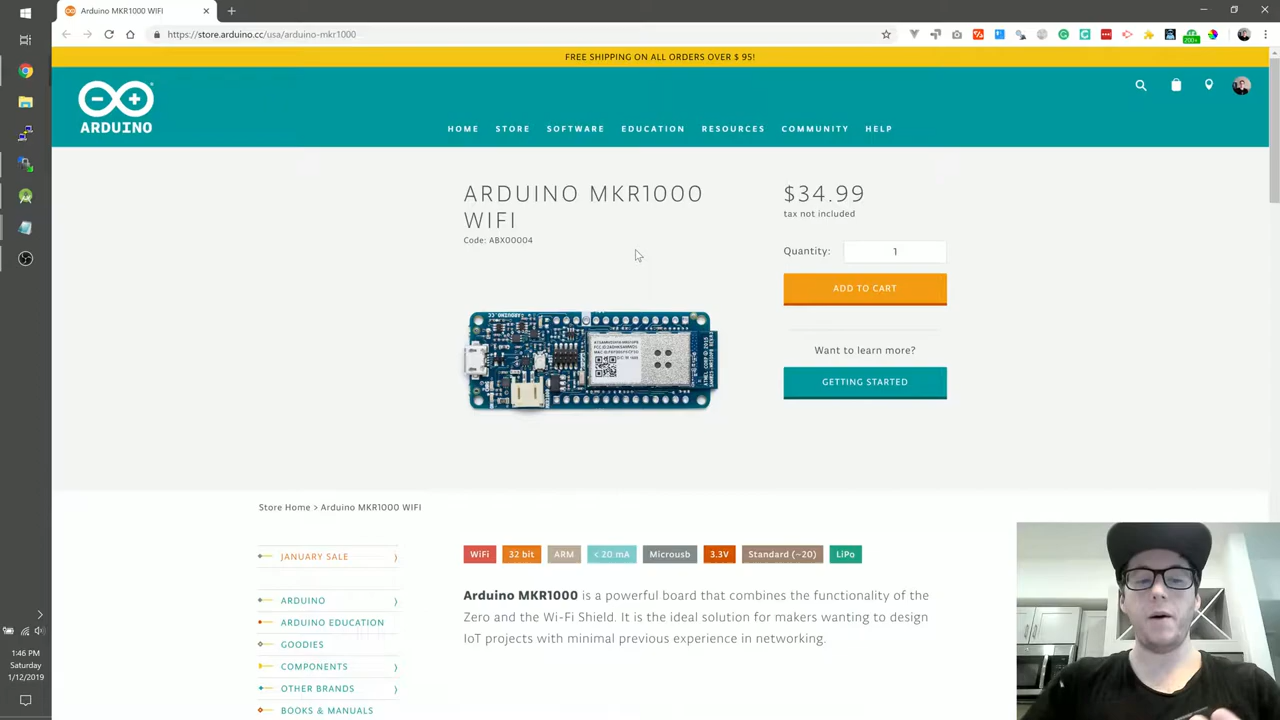 Arduino MKR1000 WIFI
https://store.arduino.cc/usa/arduino-mkr1000
200+
FREE SHIPPING ON ALL ORDERS OVER $ 95!
ARDUINO
HOME STORE SOFTWARE EDUCATION RESOURCES COMMUNITY HELP
ARDUINO MKR1000
WIFI
Code: ABX00004
$34.99
tax not included
Quantity: 1
ADD TO CART
Want to learn more?
GETTING STARTED
Store Home > Arduino MKR1000 WIFI
JANUARY SALE
ARDUINO
ARDUINO EDUCATION
GOODIES
COMPONENTS
OTHER BRANDS
BOOKS & MANUALS
WiFi 32 bit ARM < 20 mA Microusb 3.3V Standard (~20) LiPo
Arduino MKR1000 is a powerful board that combines the functionality of the
Zero and the Wi-Fi Shield. It is the ideal solution for makers wanting to design
IoT projects with minimal previous experience in networking.
1:46 PM
Saturday
1/12/2019